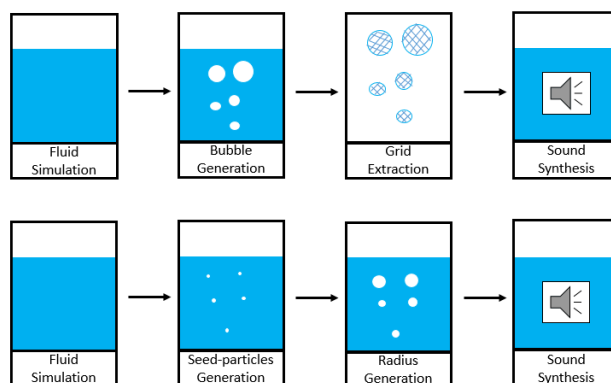 Fluid
Simulation
Bubble
Generation
Grid
Extraction
Sound
Synthesis
Fluid
Simulation
Seed-particles
Generation
Radius
Generation
Sound
Synthesis